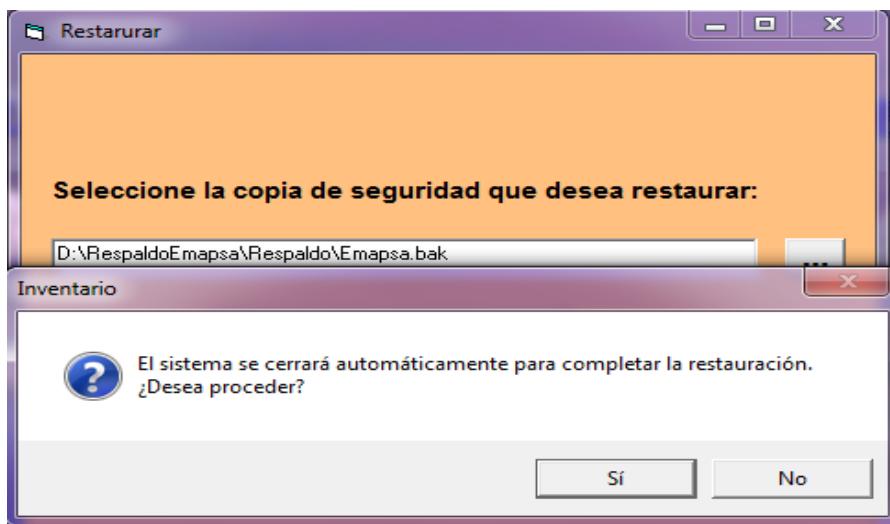 Restarurar
Seleccione la copia de seguridad que desea restaurar:
D:\RespaldoEmapsa\Respaldo\Emapsa.bak
...
Inventario
El sistema se cerrará automáticamente para completar la restauración.
¿Desea proceder?
Sí
No